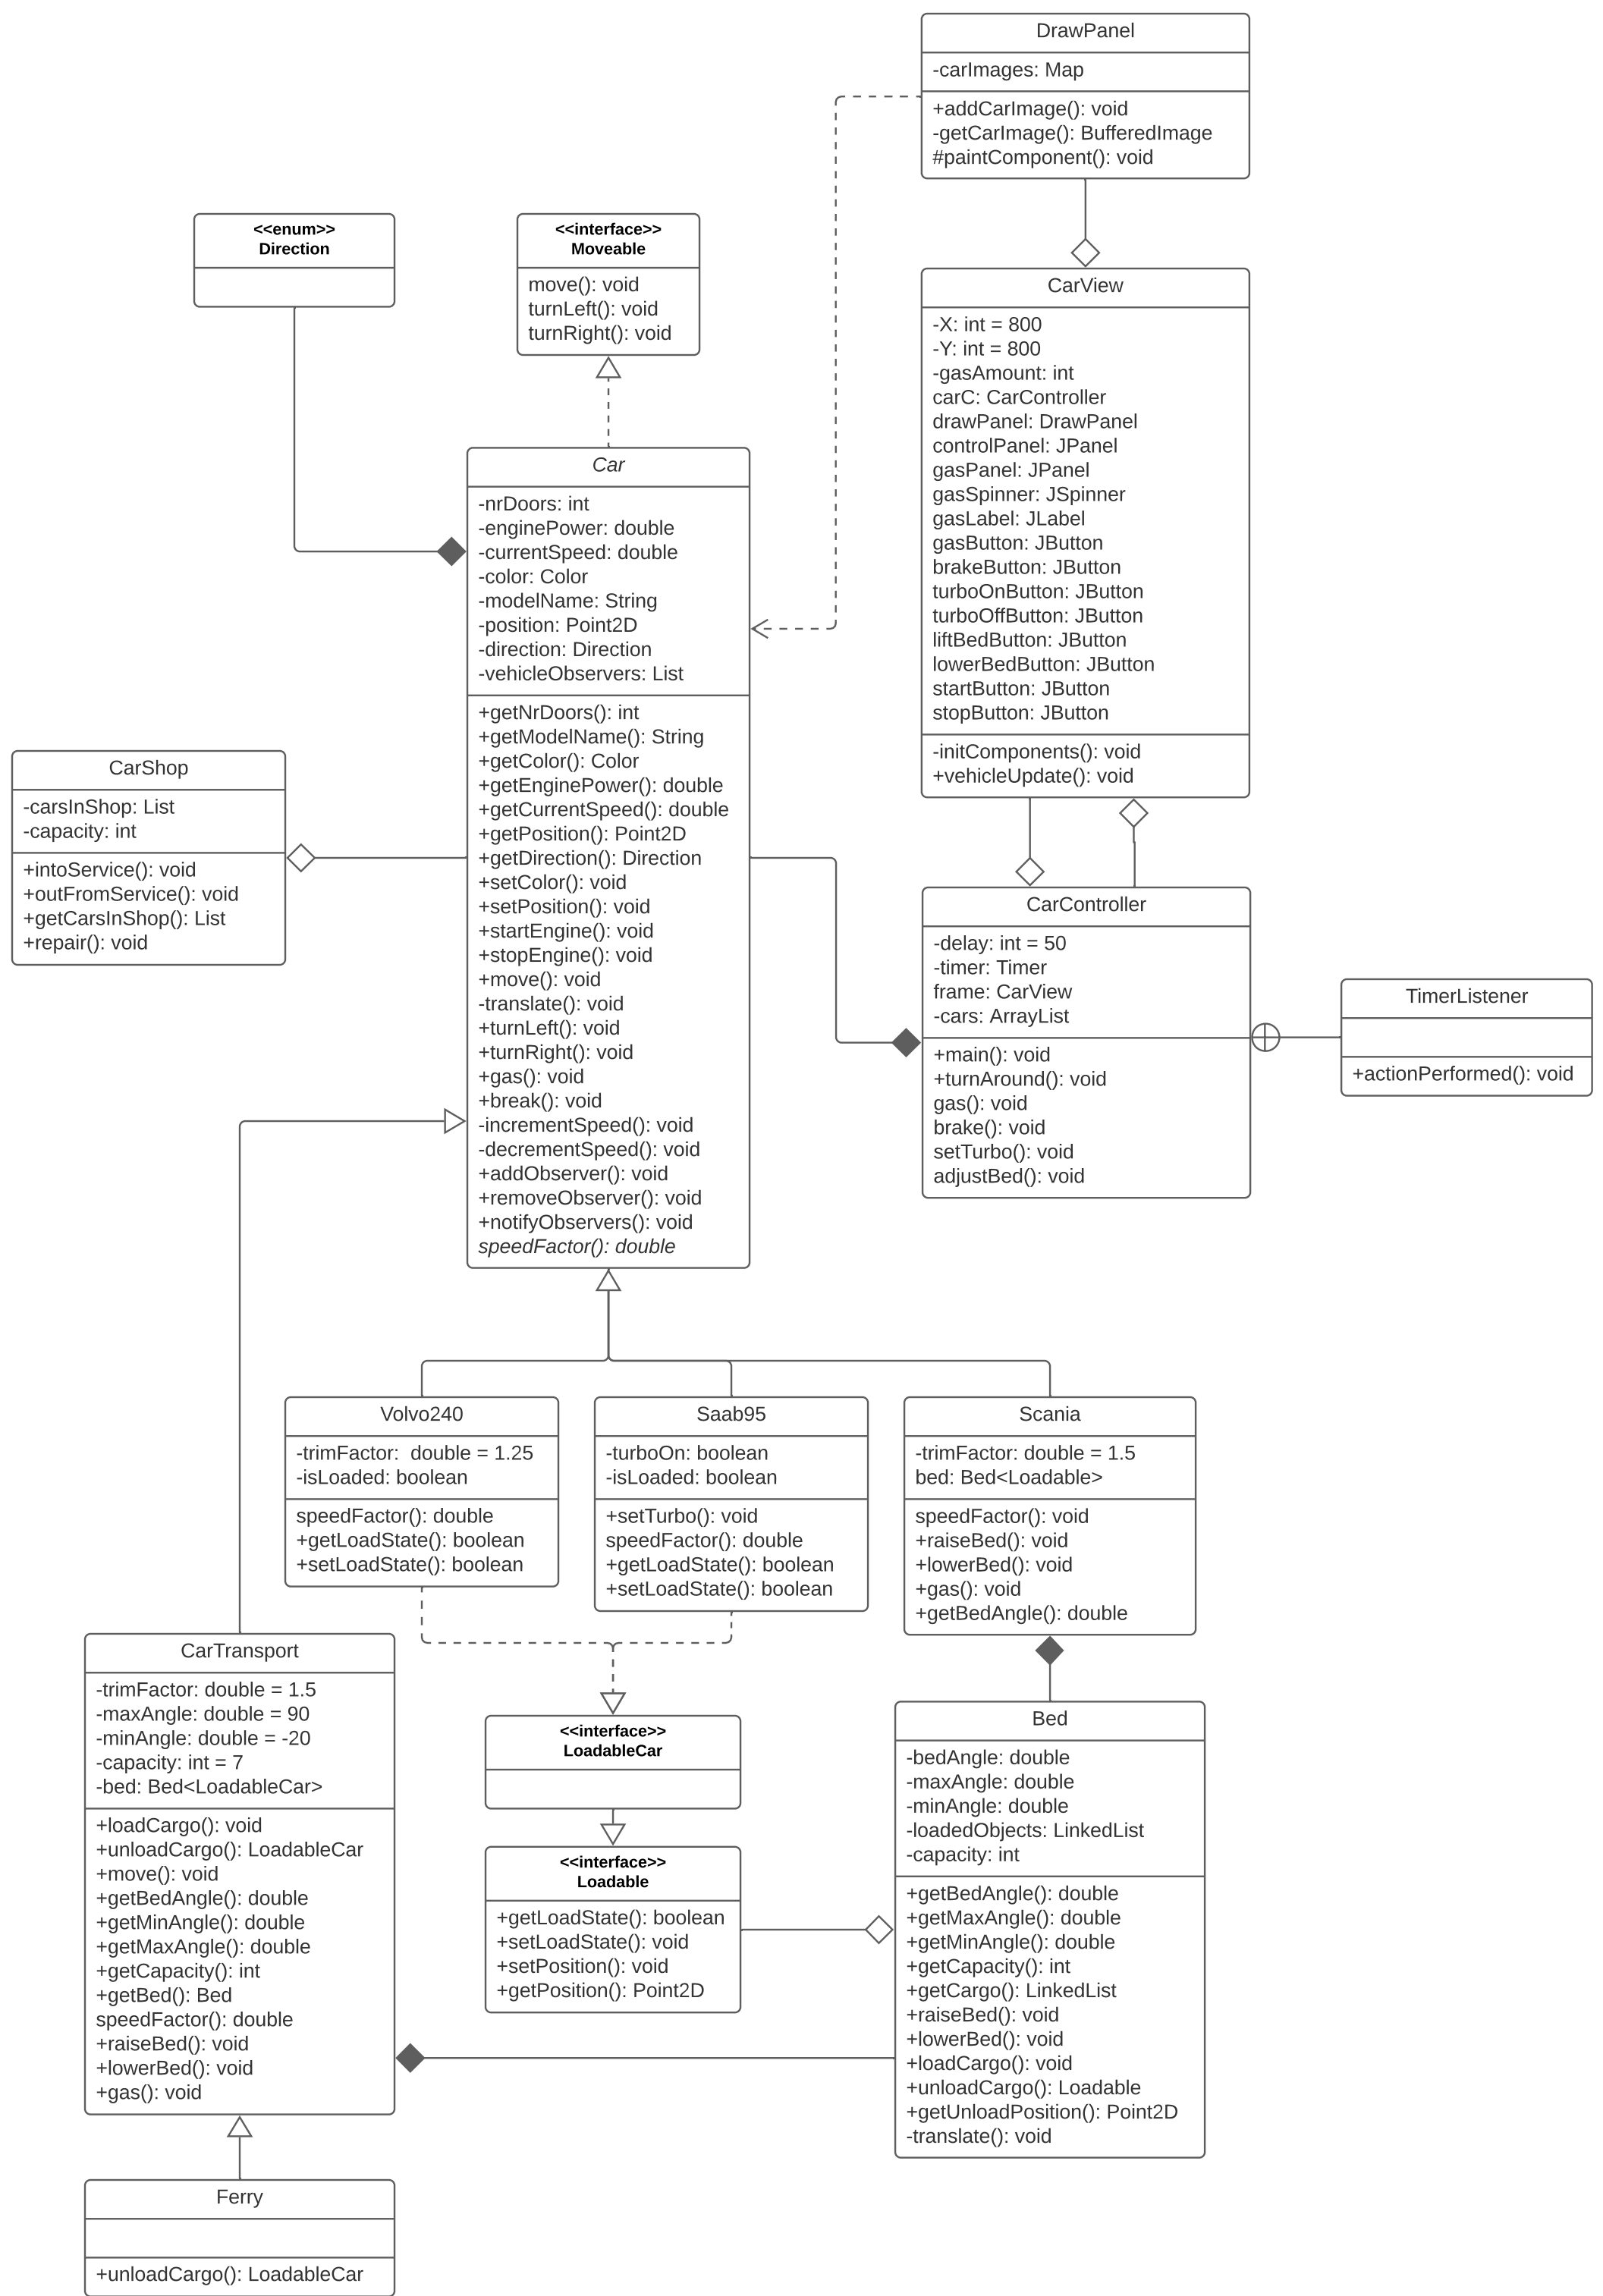 DrawPanel
-carImages: Map
+addCarImage(): void
-getCarImage(): BufferedImage
#paintComponent(): void
<<enum>>
Direction
<<interface>>
Moveable
move(): void
turnLeft(): void
turnRight(): void
CarView
-X: int = 800
-Y: int = 800
-gasAmount: int
carC: CarController
drawPanel: DrawPanel
controlPanel: JPanel
gasPanel: JPanel
gasSpinner: JSpinner
gasLabel: JLabel
gasButton: JButton
brakeButton: JButton
turboOnButton: JButton
turboOffButton: JButton
liftBedButton: JButton
lowerBedButton: JButton
startButton: JButton
stopButton: JButton
-initComponents(): void
+vehicleUpdate(): void
Car
-nrDoors: int
-enginePower: double
-currentSpeed: double
-color: Color
-modelName: String
-position: Point2D
-direction: Direction
-vehicleObservers: List
+getNrDoors(): int
+getModelName(): String
+getColor(): Color
+getEnginePower(): double
+getCurrentSpeed(): double
+getPosition(): Point2D
+getDirection(): Direction
+setColor(): void
+setPosition(): void
+startEngine(): void
+stopEngine(): void
+move(): void
-translate(): void
+turnLeft(): void
+turnRight(): void
+gas(): void
+break(): void
-incrementSpeed(): void
-decrementSpeed(): void
+addObserver(): void
+removeObserver(): void
+notifyObservers(): void
speedFactor(): double
CarShop
-carsInShop: List
-capacity: int
+intoService(): void
+outFromService(): void
+getCarsInShop(): List
+repair(): void
CarController
-delay: int = 50
-timer: Timer
frame: CarView
-cars: ArrayList
+main(): void
+turnAround(): void
gas(): void
brake(): void
setTurbo(): void
adjustBed(): void
TimerListener
+actionPerformed(): void
Volvo240
-trimFactor:  double = 1.25
-isLoaded: boolean
speedFactor(): double
+getLoadState(): boolean
+setLoadState(): boolean
Saab95
-turboOn: boolean
-isLoaded: boolean
+setTurbo(): void
speedFactor(): double
+getLoadState(): boolean
+setLoadState(): boolean
Scania
-trimFactor: double = 1.5
bed: Bed<Loadable>
speedFactor(): void
+raiseBed(): void
+lowerBed(): void
+gas(): void
+getBedAngle(): double
CarTransport
-trimFactor: double = 1.5
-maxAngle: double = 90
-minAngle: double = -20
-capacity: int = 7
-bed: Bed<LoadableCar>
+loadCargo(): void
+unloadCargo(): LoadableCar
+move(): void
+getBedAngle(): double
+getMinAngle(): double
+getMaxAngle(): double
+getCapacity(): int
+getBed(): Bed
speedFactor(): double
+raiseBed(): void
+lowerBed(): void
+gas(): void
<<interface>>
LoadableCar
<<interface>>
Loadable
+getLoadState(): boolean
+setLoadState(): void
+setPosition(): void
+getPosition(): Point2D
Bed
-bedAngle: double
-maxAngle: double
-minAngle: double
-loadedObjects: LinkedList
-capacity: int
+getBedAngle(): double
+getMaxAngle(): double
+getMinAngle(): double
+getCapacity(): int
+getCargo(): LinkedList
+raiseBed(): void
+lowerBed(): void
+loadCargo(): void
+unloadCargo(): Loadable
+getUnloadPosition(): Point2D
-translate(): void
Ferry
+unloadCargo(): LoadableCar